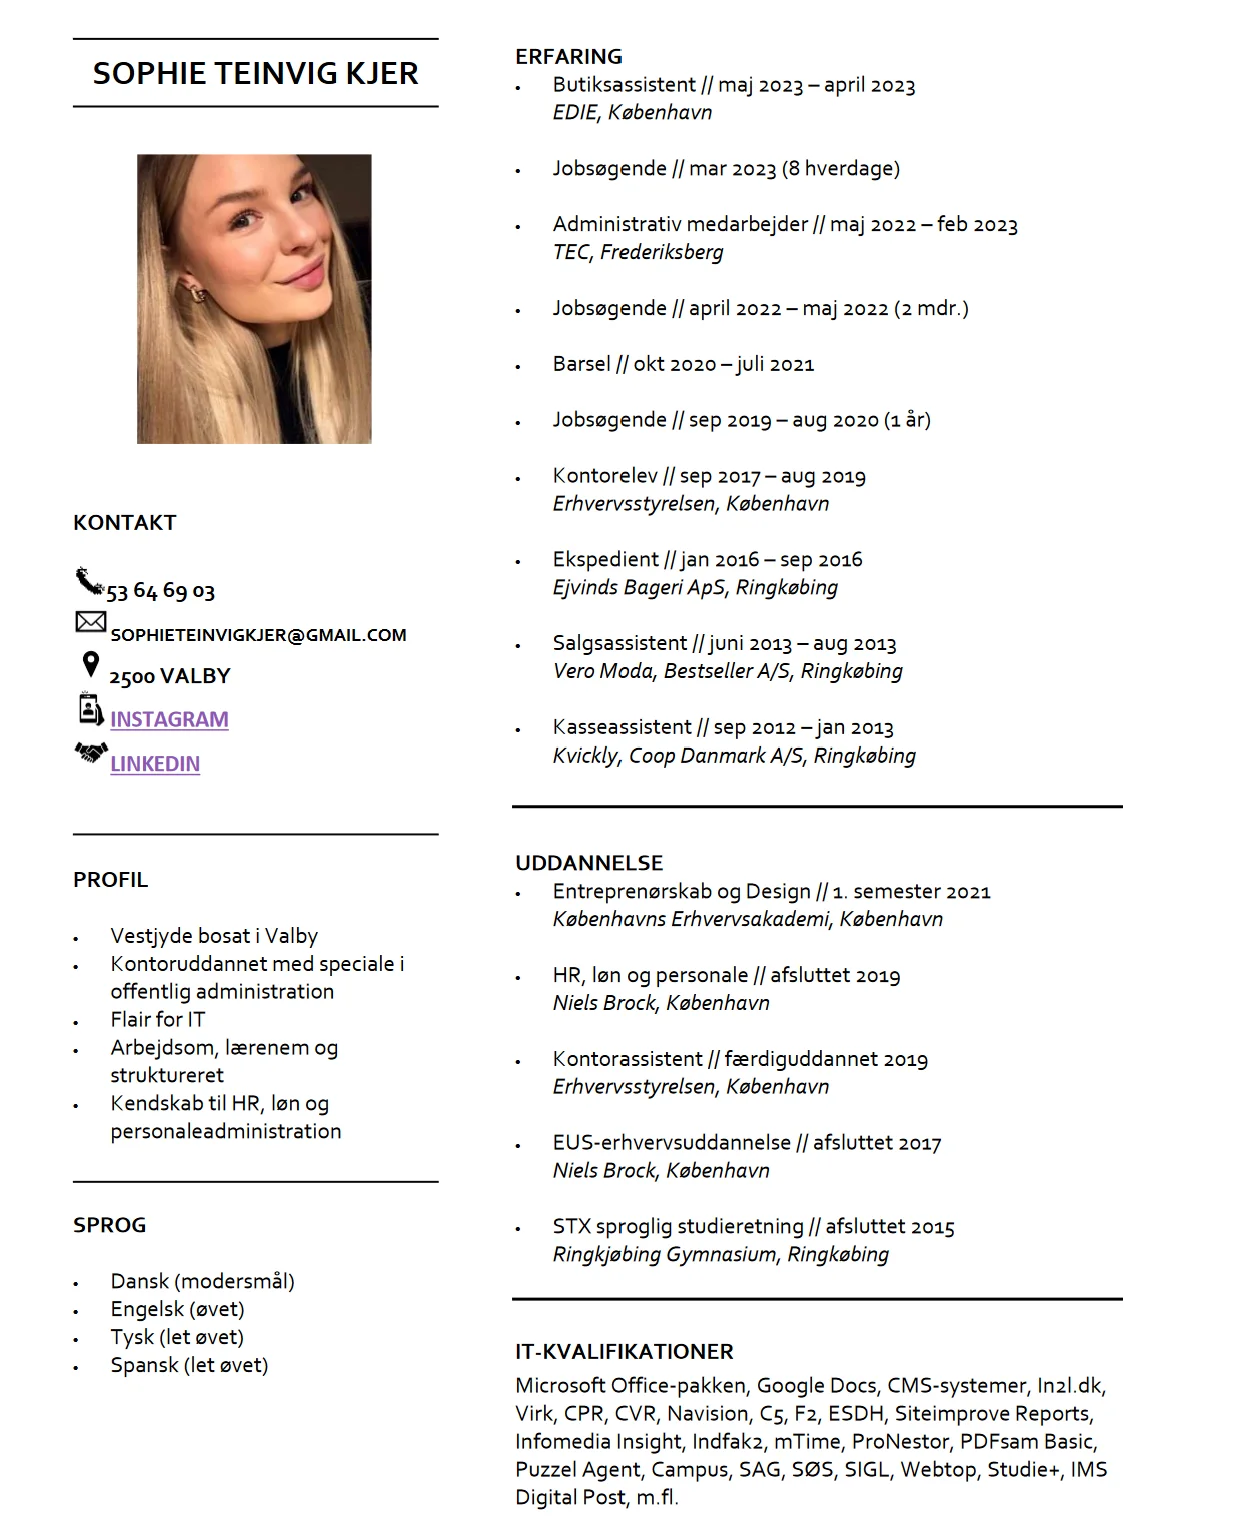 SOPHIE TEINVIG KJER
KONTAKT
53 64 69 03
SOPHIETEINVIGKJER@GMAIL.COM
2500 VALBY
INSTAGRAM
LINKEDIN
PROFIL
• Vestjyde bosat i Valby
• Kontoruddannet med speciale i
offentlig administration
• Flair for IT
• Arbejdsom, lærenem og
struktureret
• Kendskab til HR, løn og
personaleadministration
SPROG
• Dansk (modersmål)
• Engelsk (øvet)
• Tysk (let øvet)
• Spansk (let øvet)
ERFARING
• Butiksassistent // maj 2023 – april 2023
EDIE, København
• Jobsøgende // mar 2023 (8 hverdage)
• Administrativ medarbejder // maj 2022 – feb 2023
TEC, Frederiksberg
• Jobsøgende // april 2022 – maj 2022 (2 mdr.)
• Barsel // okt 2020 – juli 2021
• Jobsøgende // sep 2019 – aug 2020 (1 år)
• Kontorelev // sep 2017 – aug 2019
Erhvervsstyrelsen, København
• Ekspedient // jan 2016 – sep 2016
Ejvinds Bageri ApS, Ringkøbing
• Salgsassistent // juni 2013 – aug 2013
Vero Moda, Bestseller A/S, Ringkøbing
• Kasseassistent // sep 2012 – jan 2013
Kvickly, Coop Danmark A/S, Ringkøbing
UDDANNELSE
• Entreprenørskab og Design // 1. semester 2021
Københavns Erhvervsakademi, København
• HR, løn og personale // afsluttet 2019
Niels Brock, København
• Kontorassistent // færdiguddannet 2019
Erhvervsstyrelsen, København
• EUS-erhvervsuddannelse // afsluttet 2017
Niels Brock, København
• STX sproglig studieretning // afsluttet 2015
Ringkjøbing Gymnasium, Ringkøbing
IT-KVALIFIKATIONER
Microsoft Office-pakken, Google Docs, CMS-systemer, In2l.dk,
Virk, CPR, CVR, Navision, C5, F2, ESDH, Siteimprove Reports,
Infomedia Insight, Indfak2, mTime, ProNestor, PDFsam Basic,
Puzzel Agent, Campus, SAG, SØS, SIGL, Webtop, Studie+, IMS
Digital Post, m.fl.